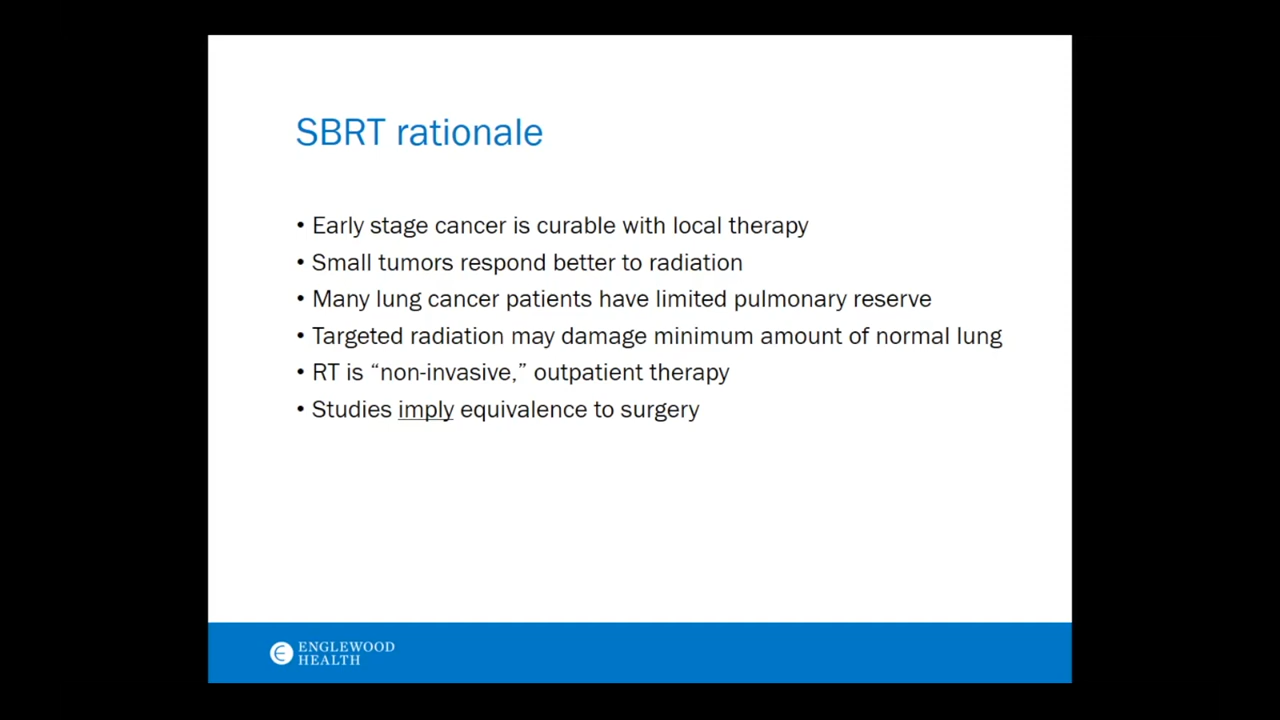 SBRT rationale
• Early stage cancer is curable with local therapy
• Small tumors respond better to radiation
• Many lung cancer patients have limited pulmonary reserve
• Targeted radiation may damage minimum amount of normal lung
• RT is “non-invasive,” outpatient therapy
• Studies imply equivalence to surgery
ENGLEWOOD
HEALTH